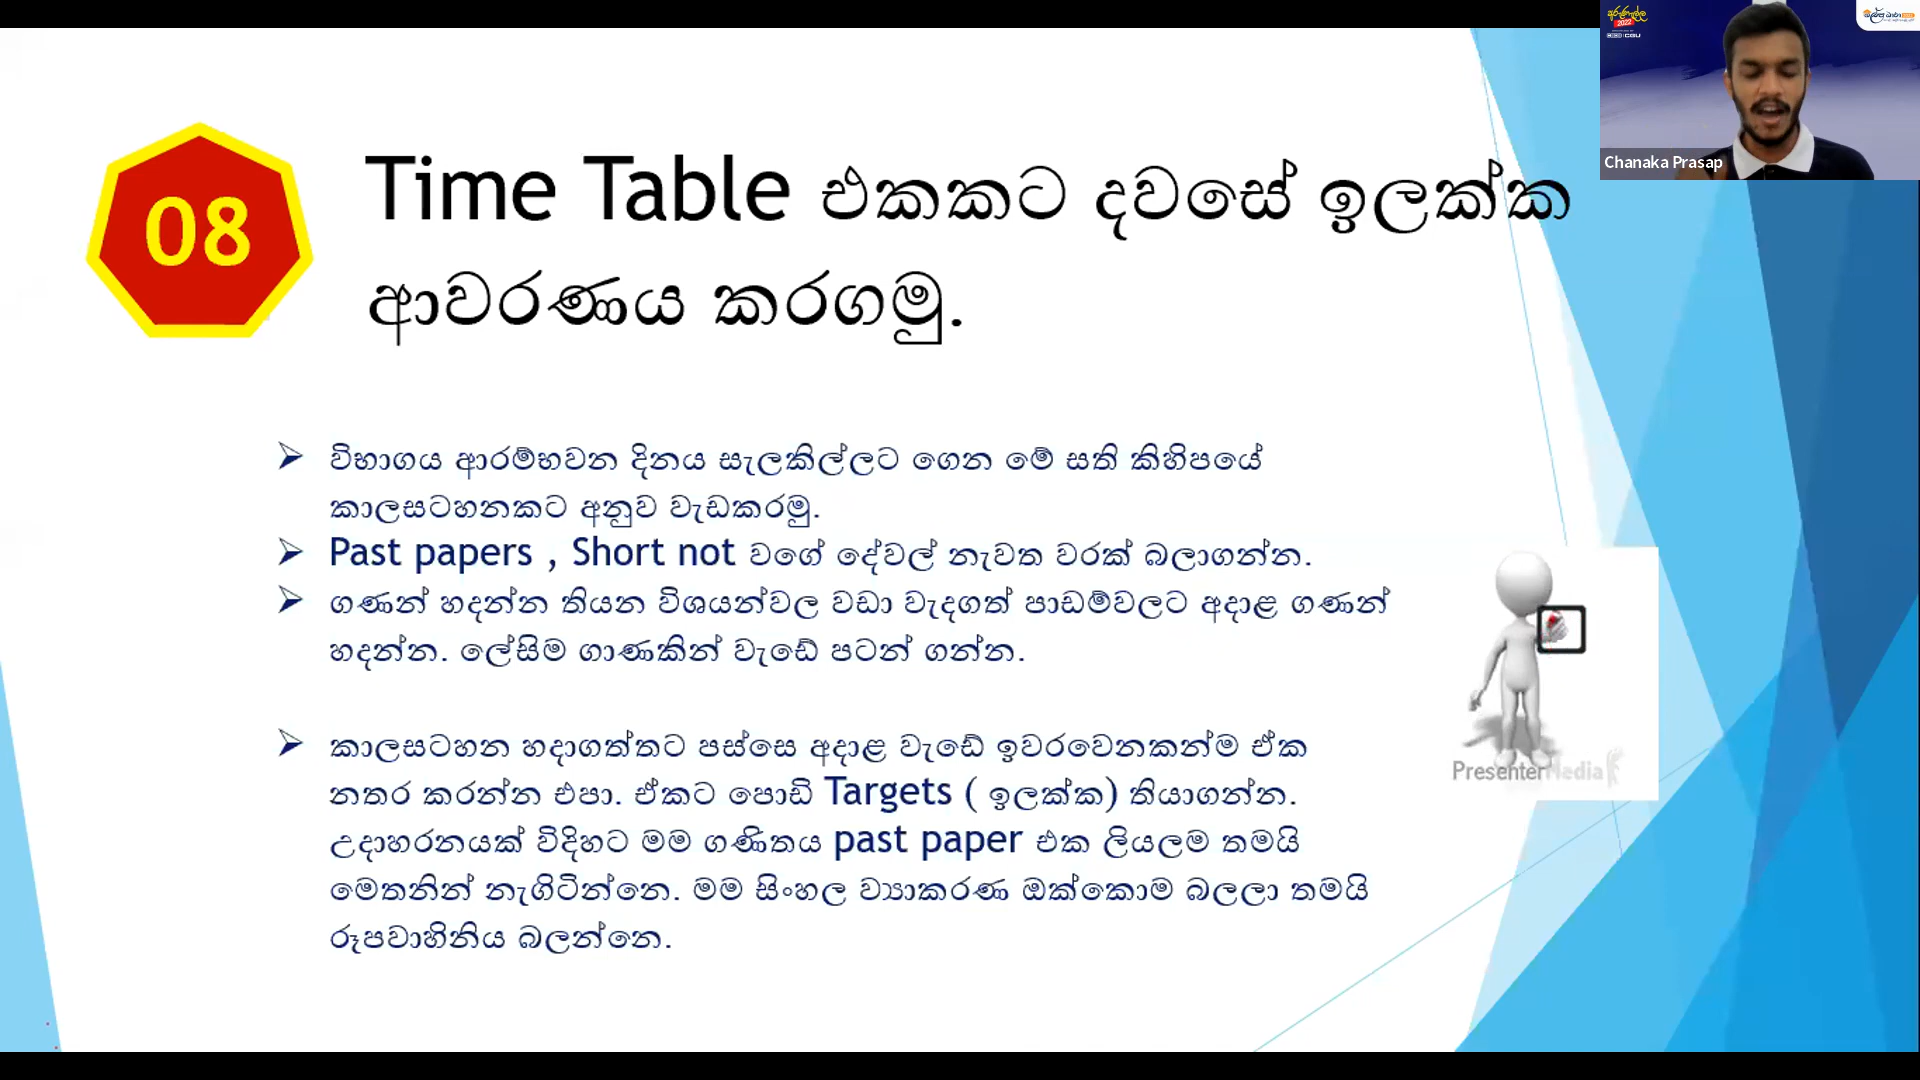 08
Time Table එකකට දවසේ ඉලක්ක
ආවරණය කරගමු.
විභාගය ආරම්භවන දිනය සැලකිල්ලට ගෙන මේ සති කිහිපයේ
කාලසටහනකට අනුව වැඩකරමු.
Past papers , Short not වගේ දේවල් නැවත වරක් බලාගන්න.
ගණන් හදන්න තියන විශයන්වල වඩා වැදගත් පාඩම්වලට අදාළ ගණන්
හදන්න. ලේසිම ගාණකින් වැඩේ පටන් ගන්න.
කාලසටහන හදාගත්තට පස්සෙ අදාළ වැඩේ ඉවරවෙනකන්ම ඒක
නතර කරන්න එපා. ඒකට පොඩි Targets ( ඉලක්ක) තියාගන්න.
උදාහරනයක් විදිහට මම ගණිතය past paper එක ලියලම තමයි
මෙතනින් නැගිටින්නෙ. මම සිංහල ව්‍යාකරණ ඔක්කොම බලලා තමයි
රූපවාහිනිය බලන්නෙ.
PresenterMedia
2022
CGU
Chanaka Prasap